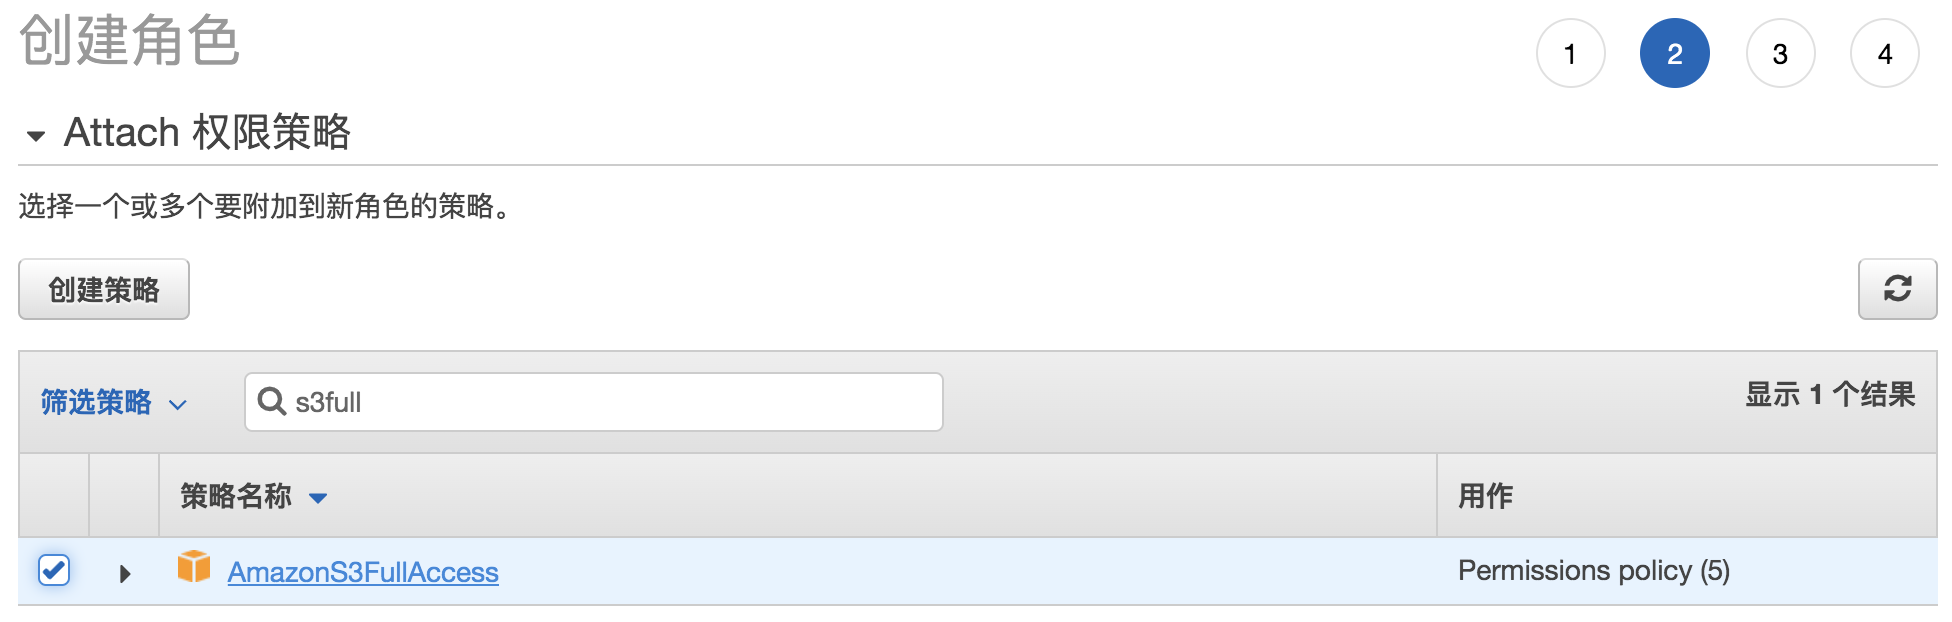 创建角色
1 2 3 4
Attach 权限策略
选择一个或多个要附加到新角色的策略。
创建策略
筛选策略 s3full 显示 1 个结果
策略名称 用作
AmazonS3FullAccess Permissions policy (5)